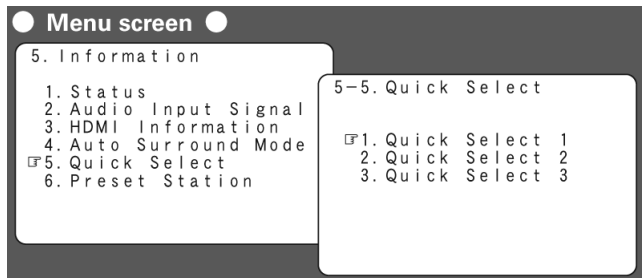 ● Menu screen ●
5. Information
1. Status
2. Audio Input Signal
3. HDMI Information
4. Auto Surround Mode
☞5. Quick Select
6. Preset Station
5-5. Quick Select
☞1. Quick Select 1
2. Quick Select 2
3. Quick Select 3